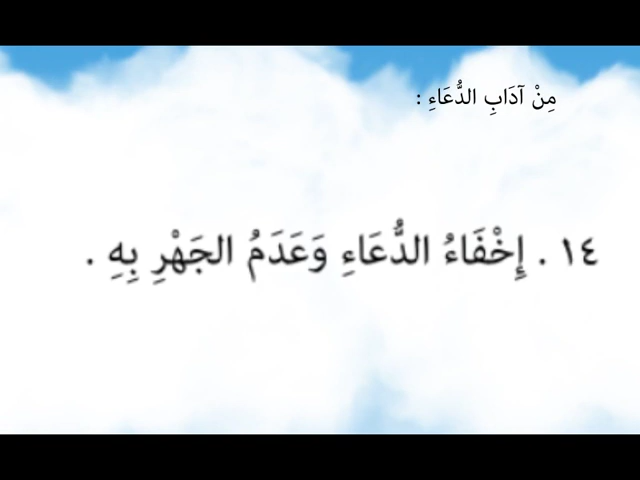 مِنْ آدَابِ الدُّعَاءِ :
١٤ . إِخْفَاءُ الدُّعَاءِ وَعَدَمُ الجَهْرِ بِهِ .